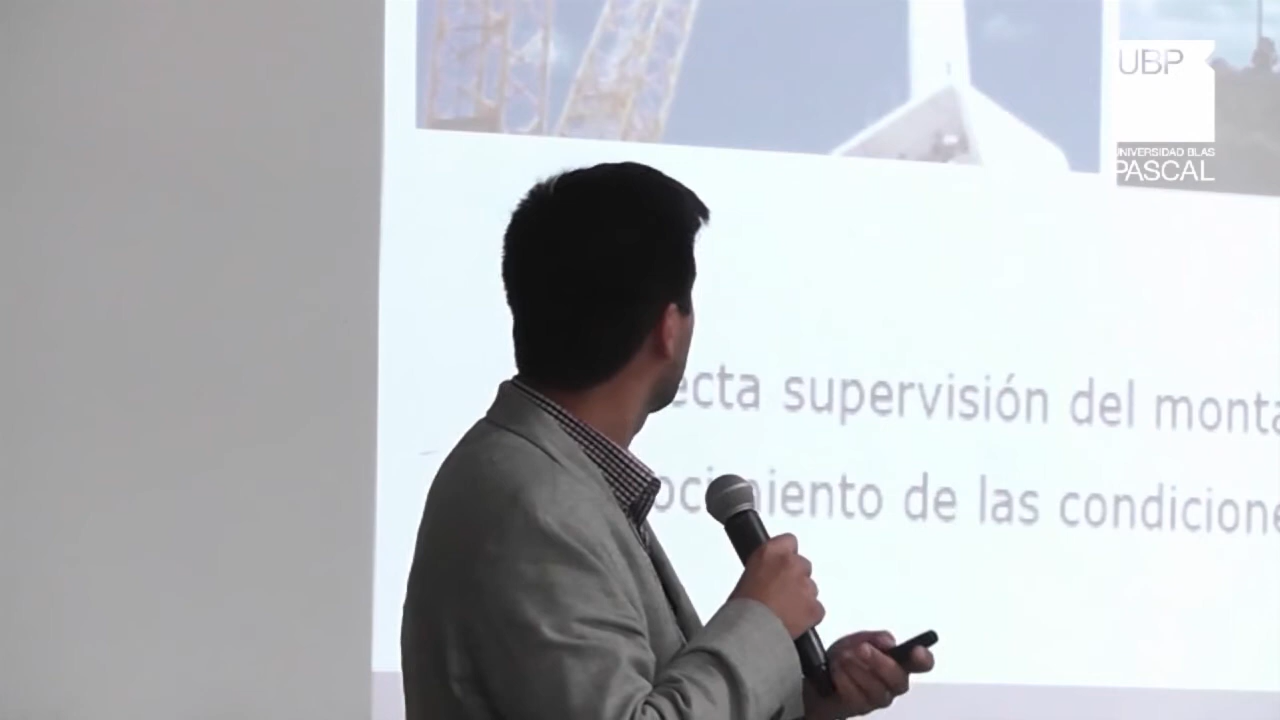 UBP
UNIVERSIDAD BLAS
PASCAL
ecta supervisión del monta
ocimiento de las condicione